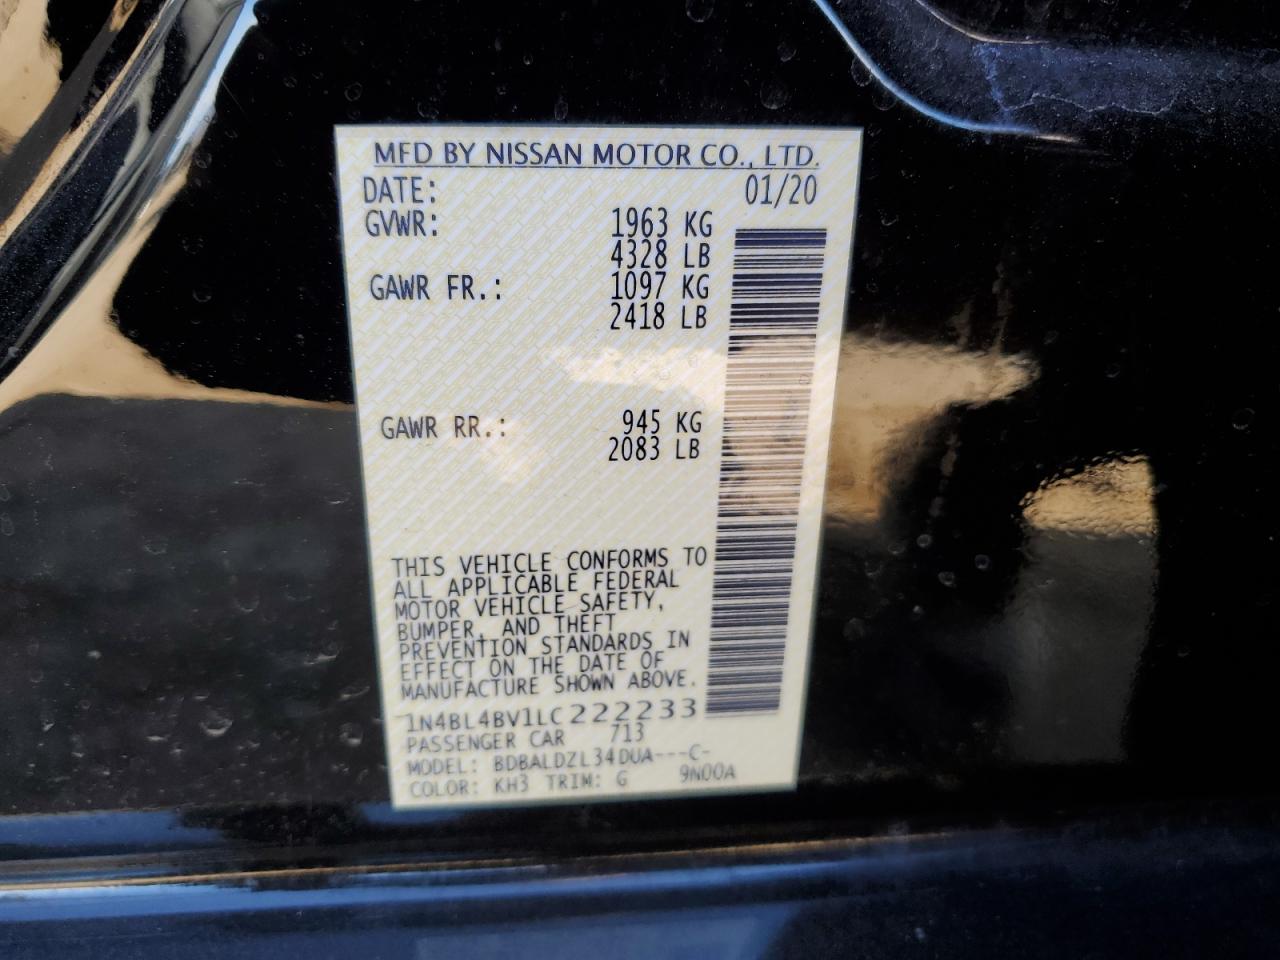 MFD BY NISSAN MOTOR CO., LTD.
DATE: 01/20
GVWR: 1963 KG
4328 LB
GAWR FR.: 1097 KG
2418 LB
GAWR RR.: 945 KG
2083 LB
THIS VEHICLE CONFORMS TO
ALL APPLICABLE FEDERAL
MOTOR VEHICLE SAFETY,
BUMPER, AND THEFT
PREVENTION STANDARDS IN
EFFECT ON THE DATE OF
MANUFACTURE SHOWN ABOVE.
1N4BL4BV1LC222233
PASSENGER CAR 713
MODEL: BDBALDZL34DUA---C-
COLOR: KH3 TRIM: G 9N00A